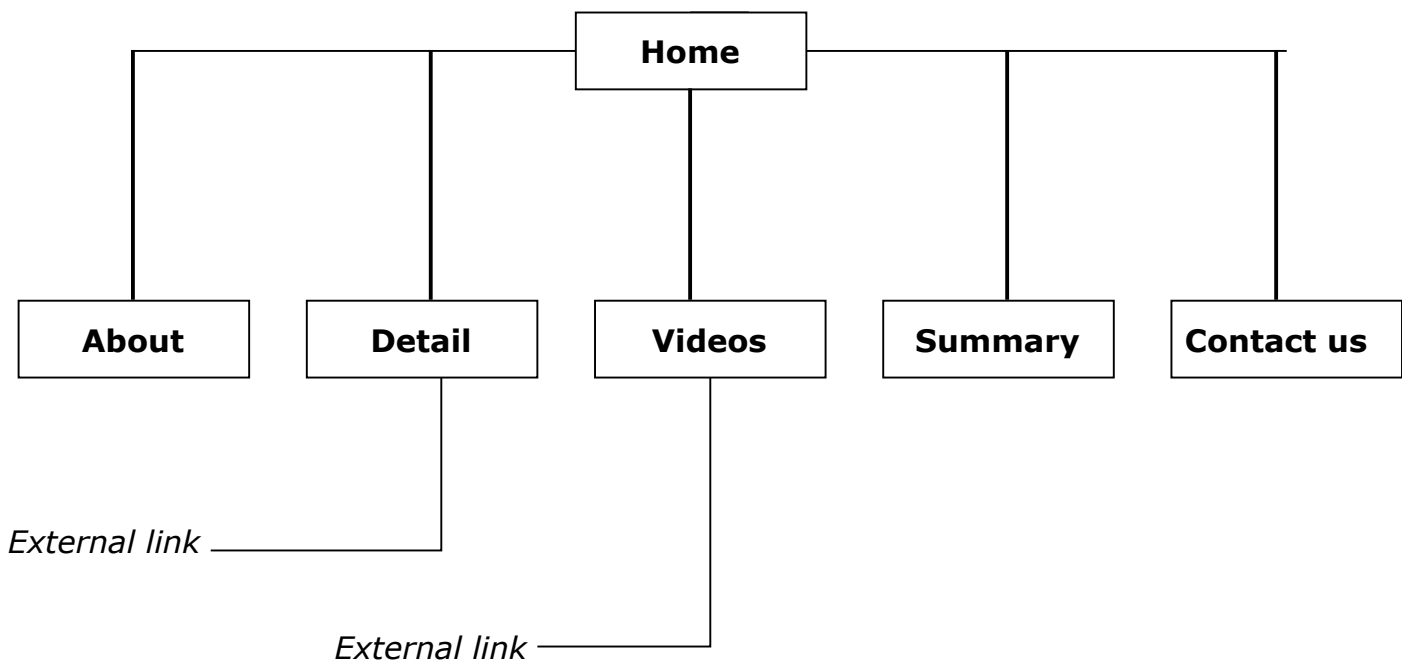 Home
About
Detail
Videos
Summary
Contact us
External link
External link